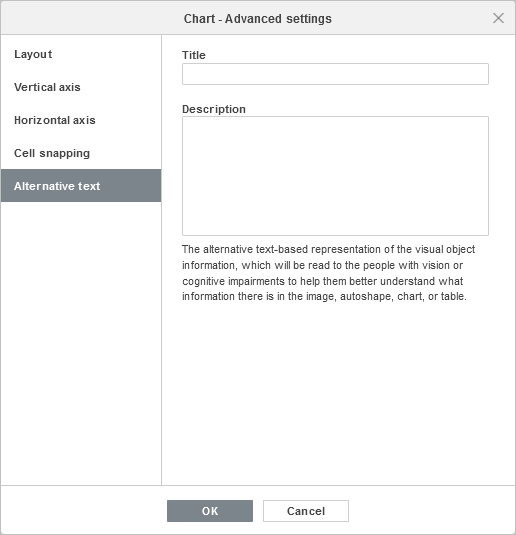 Chart - Advanced settings
Layout
Vertical axis
Horizontal axis
Cell snapping
Alternative text
Title
Description
The alternative text-based representation of the visual object
information, which will be read to the people with vision or
cognitive impairments to help them better understand what
information there is in the image, autoshape, chart, or table.
OK
Cancel